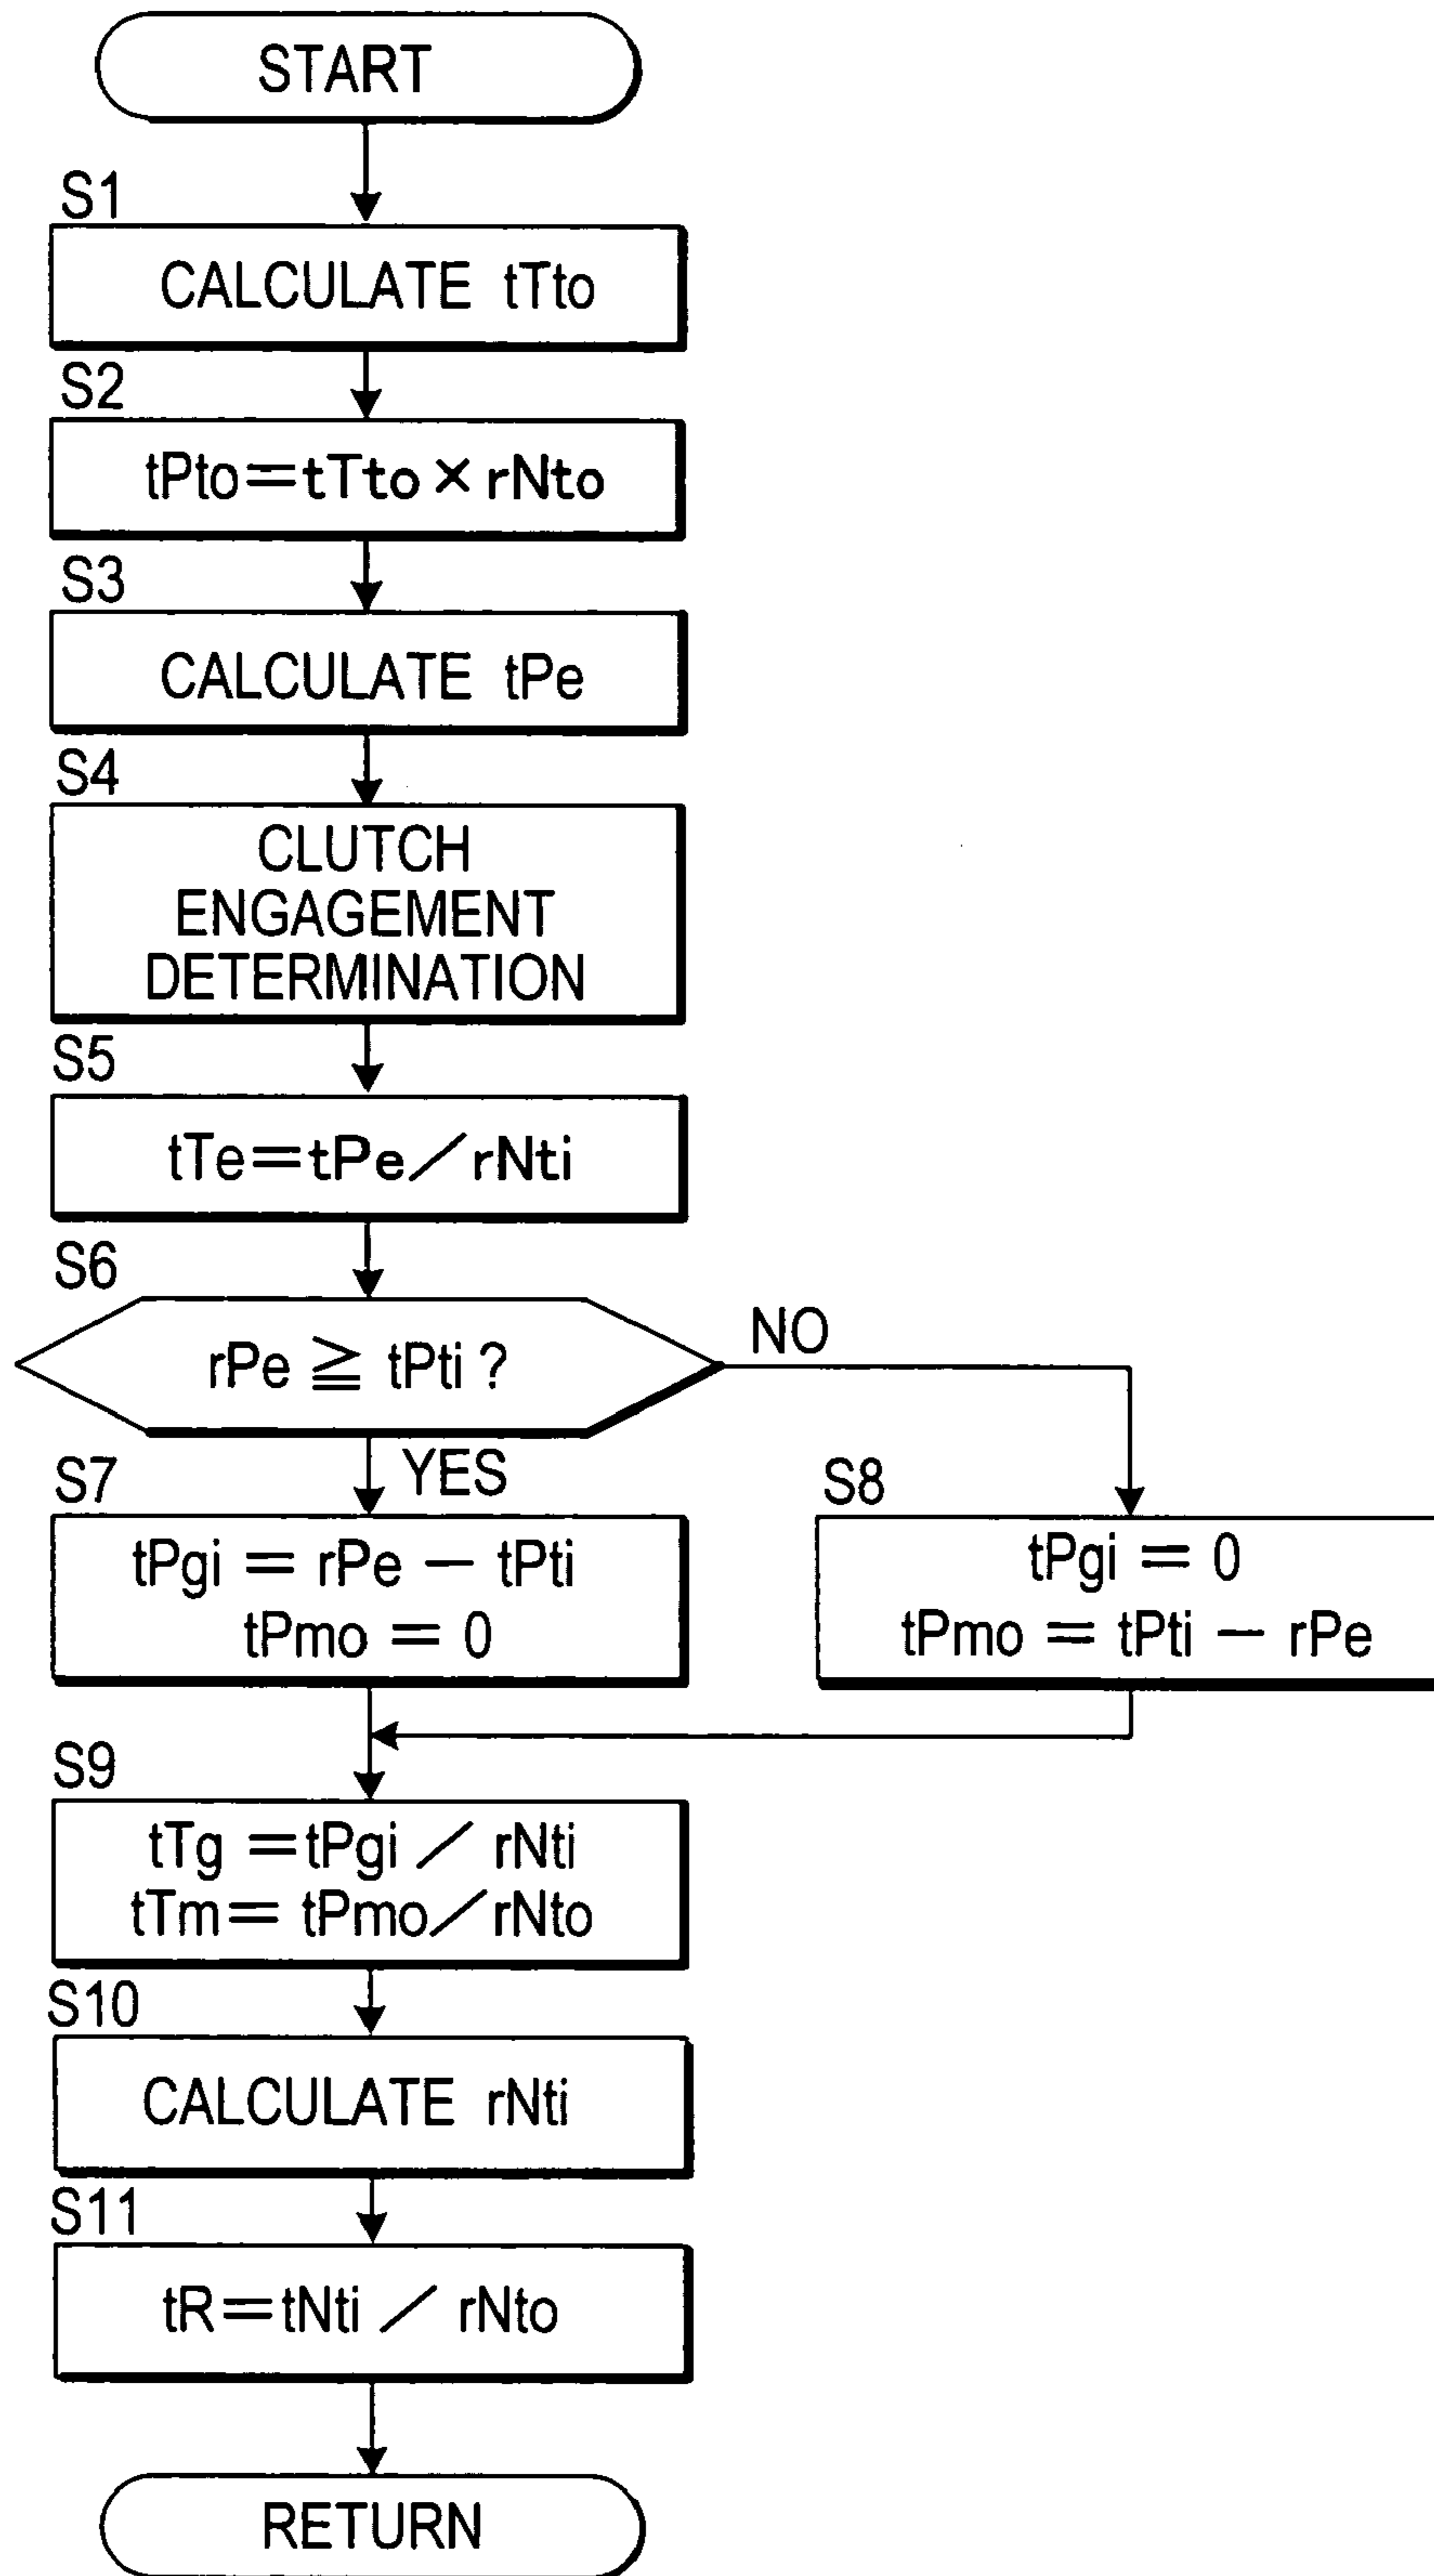 START
S1
CALCULATE tTto
S2
tPto=tTto × rNto
S3
CALCULATE tPe
S4
CLUTCH
ENGAGEMENT
DETERMINATION
S5
tTe=tPe/rNti
S6
rPe ≧ tPti ?
NO
YES
S7
tPgi = rPe - tPti
tPmo = 0
S8
tPgi = 0
tPmo = tPti - rPe
S9
tTg =tPgi / rNti
tTm= tPmo/rNto
S10
CALCULATE rNti
S11
tR=tNti / rNto
RETURN